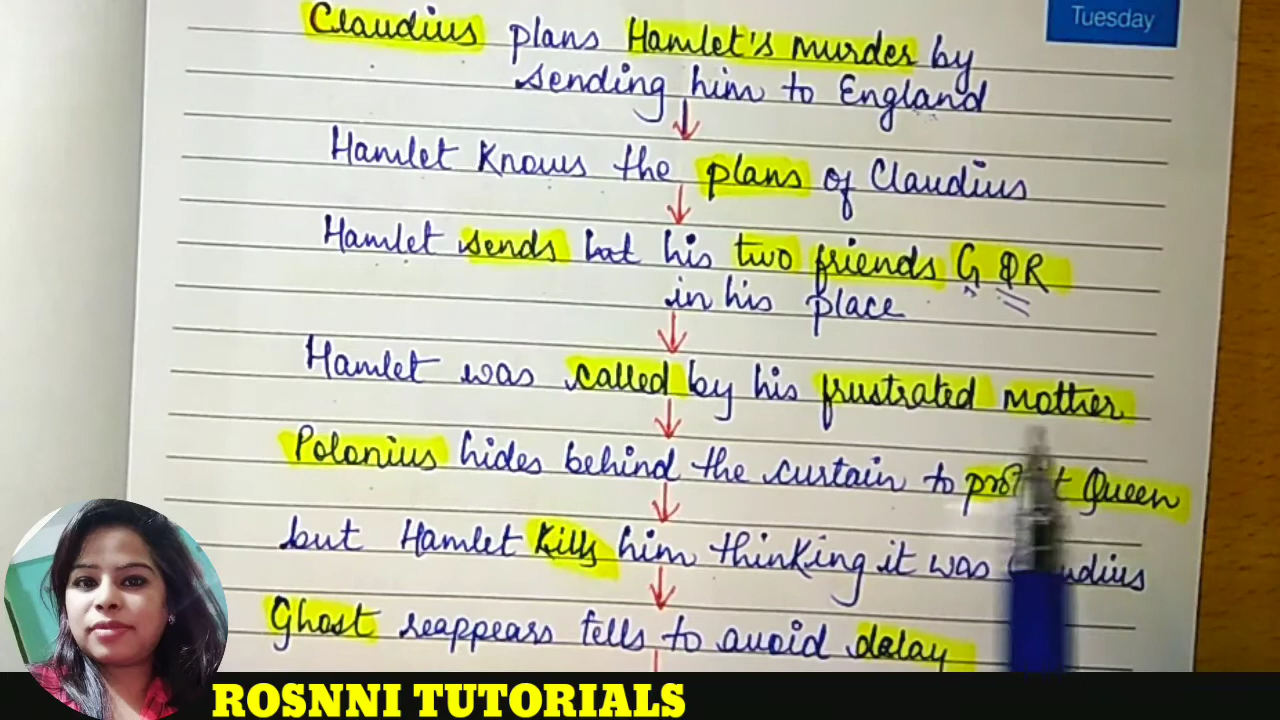 Tuesday
Claudius plans Hamlet's murder by
sending him to England
Hamlet knows the plans of Claudius
Hamlet sends his two friends G & R
in his place
Hamlet was called by his frustrated mother
Polonius hides behind the curtain to Queen
but Hamlet kills him thinking it was
Ghost reappears tells to avoid delay
ROSNNI TUTORIALS